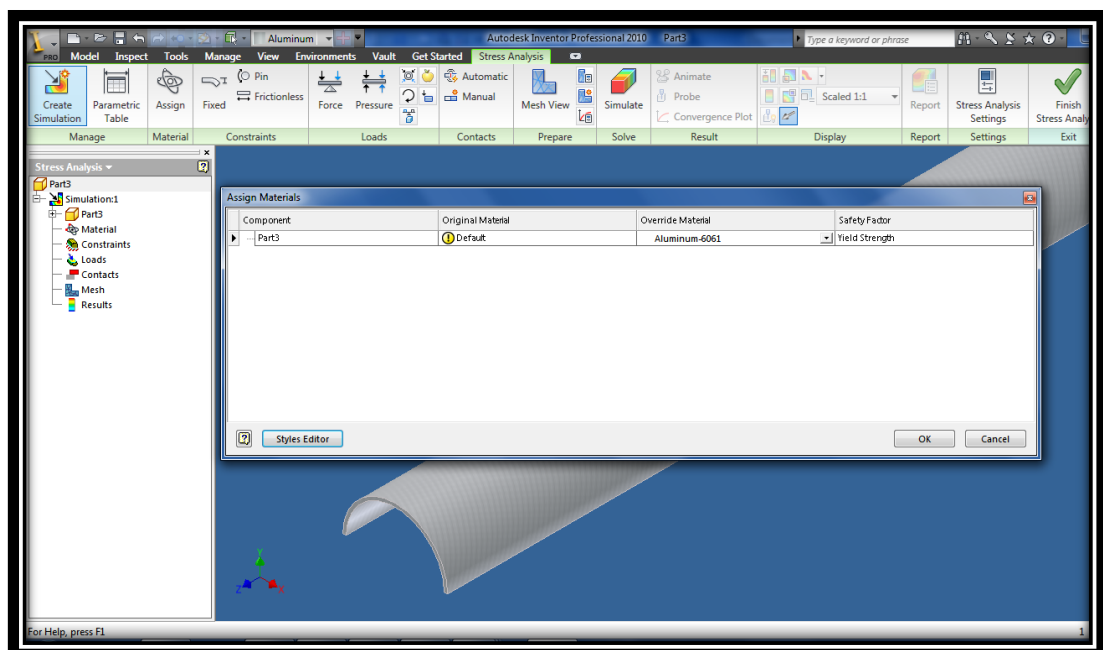 Aluminum
Autodesk Inventor Professional 2010 Part3
Type a keyword or phrase
PRO Model Inspect Tools Manage View Environments Vault Get Started Stress Analysis
Create Simulation
Parametric Table
Assign
Fixed
Pin
Frictionless
Force
Pressure
Automatic
Manual
Mesh View
Simulate
Animate
Probe
Convergence Plot
Scaled 1:1
Report
Stress Analysis Settings
Finish
Stress Analy
Manage Material Constraints Loads Contacts Prepare Solve Result Display Report Settings Exit
Stress Analysis
Part3
Simulation:1
Part3
Material
Constraints
Loads
Contacts
Mesh
Results
Assign Materials
Component Original Material Override Material Safety Factor
Part3 Default Aluminum-6061 Yield Strength
Styles Editor OK Cancel
Y
Z X
For Help, press F1 1